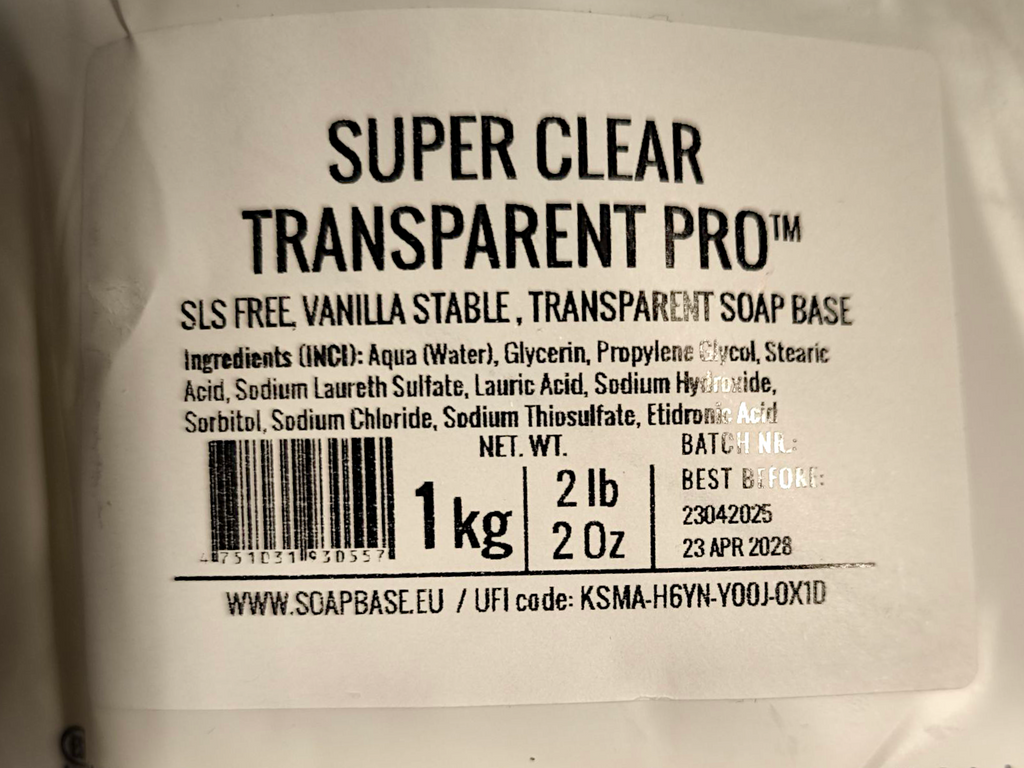 SUPER CLEAR
TRANSPARENT PRO™
SLS FREE, VANILLA STABLE, TRANSPARENT SOAP BASE
Ingredients (INCI): Aqua (Water), Glycerin, Propylene Glycol, Stearic
Acid, Sodium Laureth Sulfate, Lauric Acid, Sodium Hydroxide,
Sorbitol, Sodium Chloride, Sodium Thiosulfate, Etidronic Acid
NET. WT.
1 kg
2 lb
2 Oz
BATCH NR.:
BEST BEFORE:
23042025
23 APR 2028
4751031930557
WWW.SOAPBASE.EU / UFI code: KSMA-H6YN-Y00J-0X1D